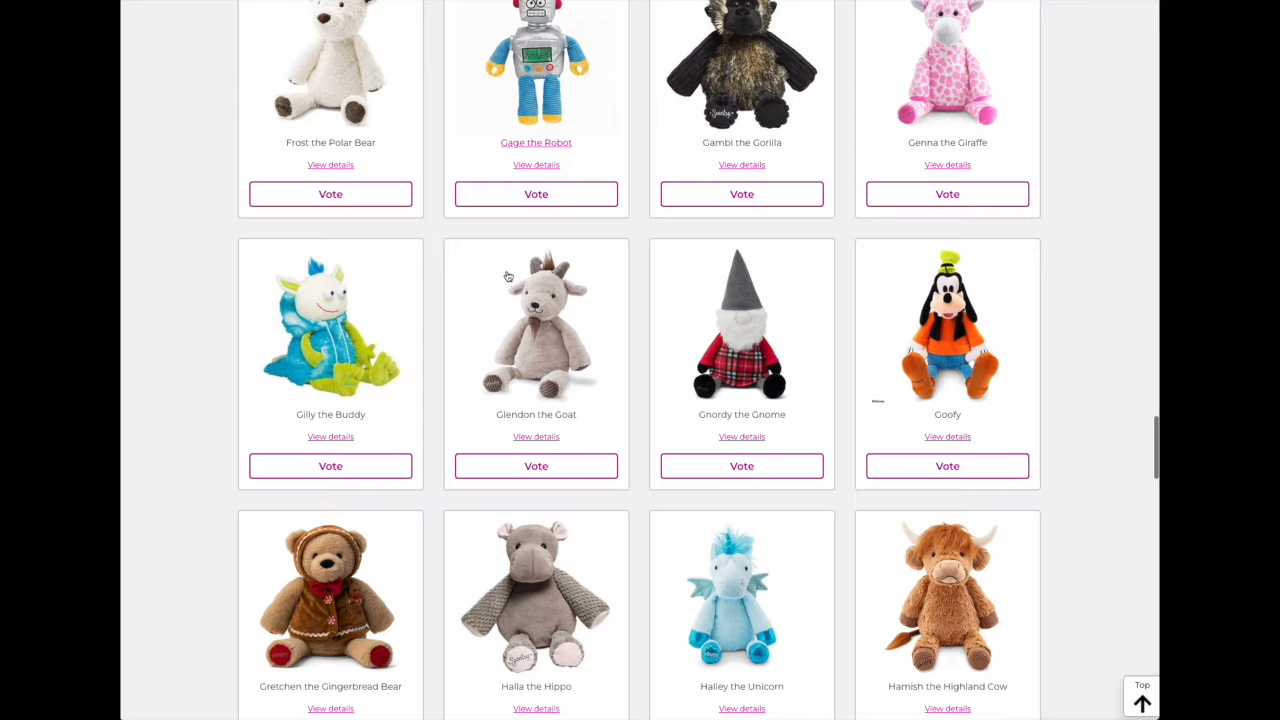 Frost the Polar Bear
Gage the Robot
Gambi the Gorilla
Genna the Giraffe
View details
View details
View details
View details
Vote
Vote
Vote
Vote
Gilly the Buddy
Glendon the Goat
Gnordy the Gnome
Goofy
View details
View details
View details
View details
Vote
Vote
Vote
Vote
Gretchen the Gingerbread Bear
Halla the Hippo
Halley the Unicorn
Hamish the Highland Cow
View details
View details
View details
View details
Top
Scentsy
Scentsy
©Disney